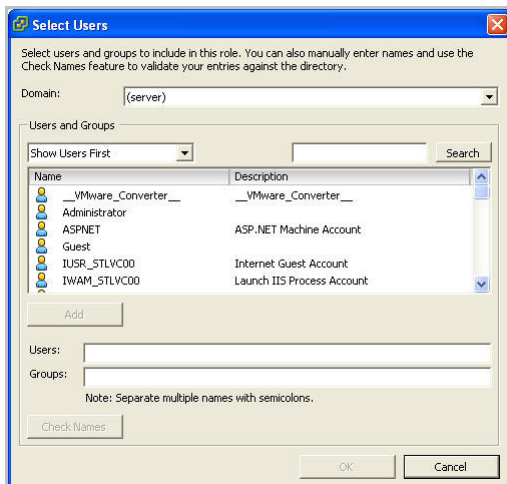 Select Users
Select users and groups to include in this role. You can also manually enter names and use the
Check Names feature to validate your entries against the directory.
Domain: (server)
Users and Groups
Show Users First Search
Name Description
__VMware_Converter__ __VMware_Converter__
Administrator
ASPNET ASP.NET Machine Account
Guest
IUSR_STLVC00 Internet Guest Account
IWAM_STLVC00 Launch IIS Process Account
Add
Users:
Groups:
Note: Separate multiple names with semicolons.
Check Names
OK Cancel